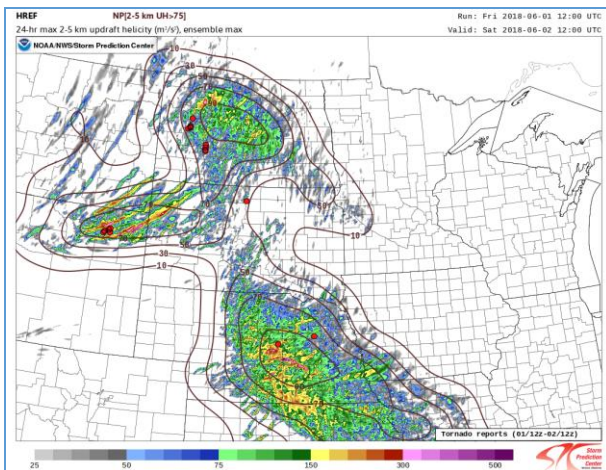 HREF NP[2-5 km UH>75] Run: Fri 2018-06-01 12:00 UTC
24-hr max 2-5 km updraft helicity (m²/s²), ensemble max Valid: Sat 2018-06-02 12:00 UTC
NOAA/NWS/Storm Prediction Center
10
10
30
10
Tornado reports (01/12z-02/12z)
25 50 75 150 300 500
Storm
Prediction
Center